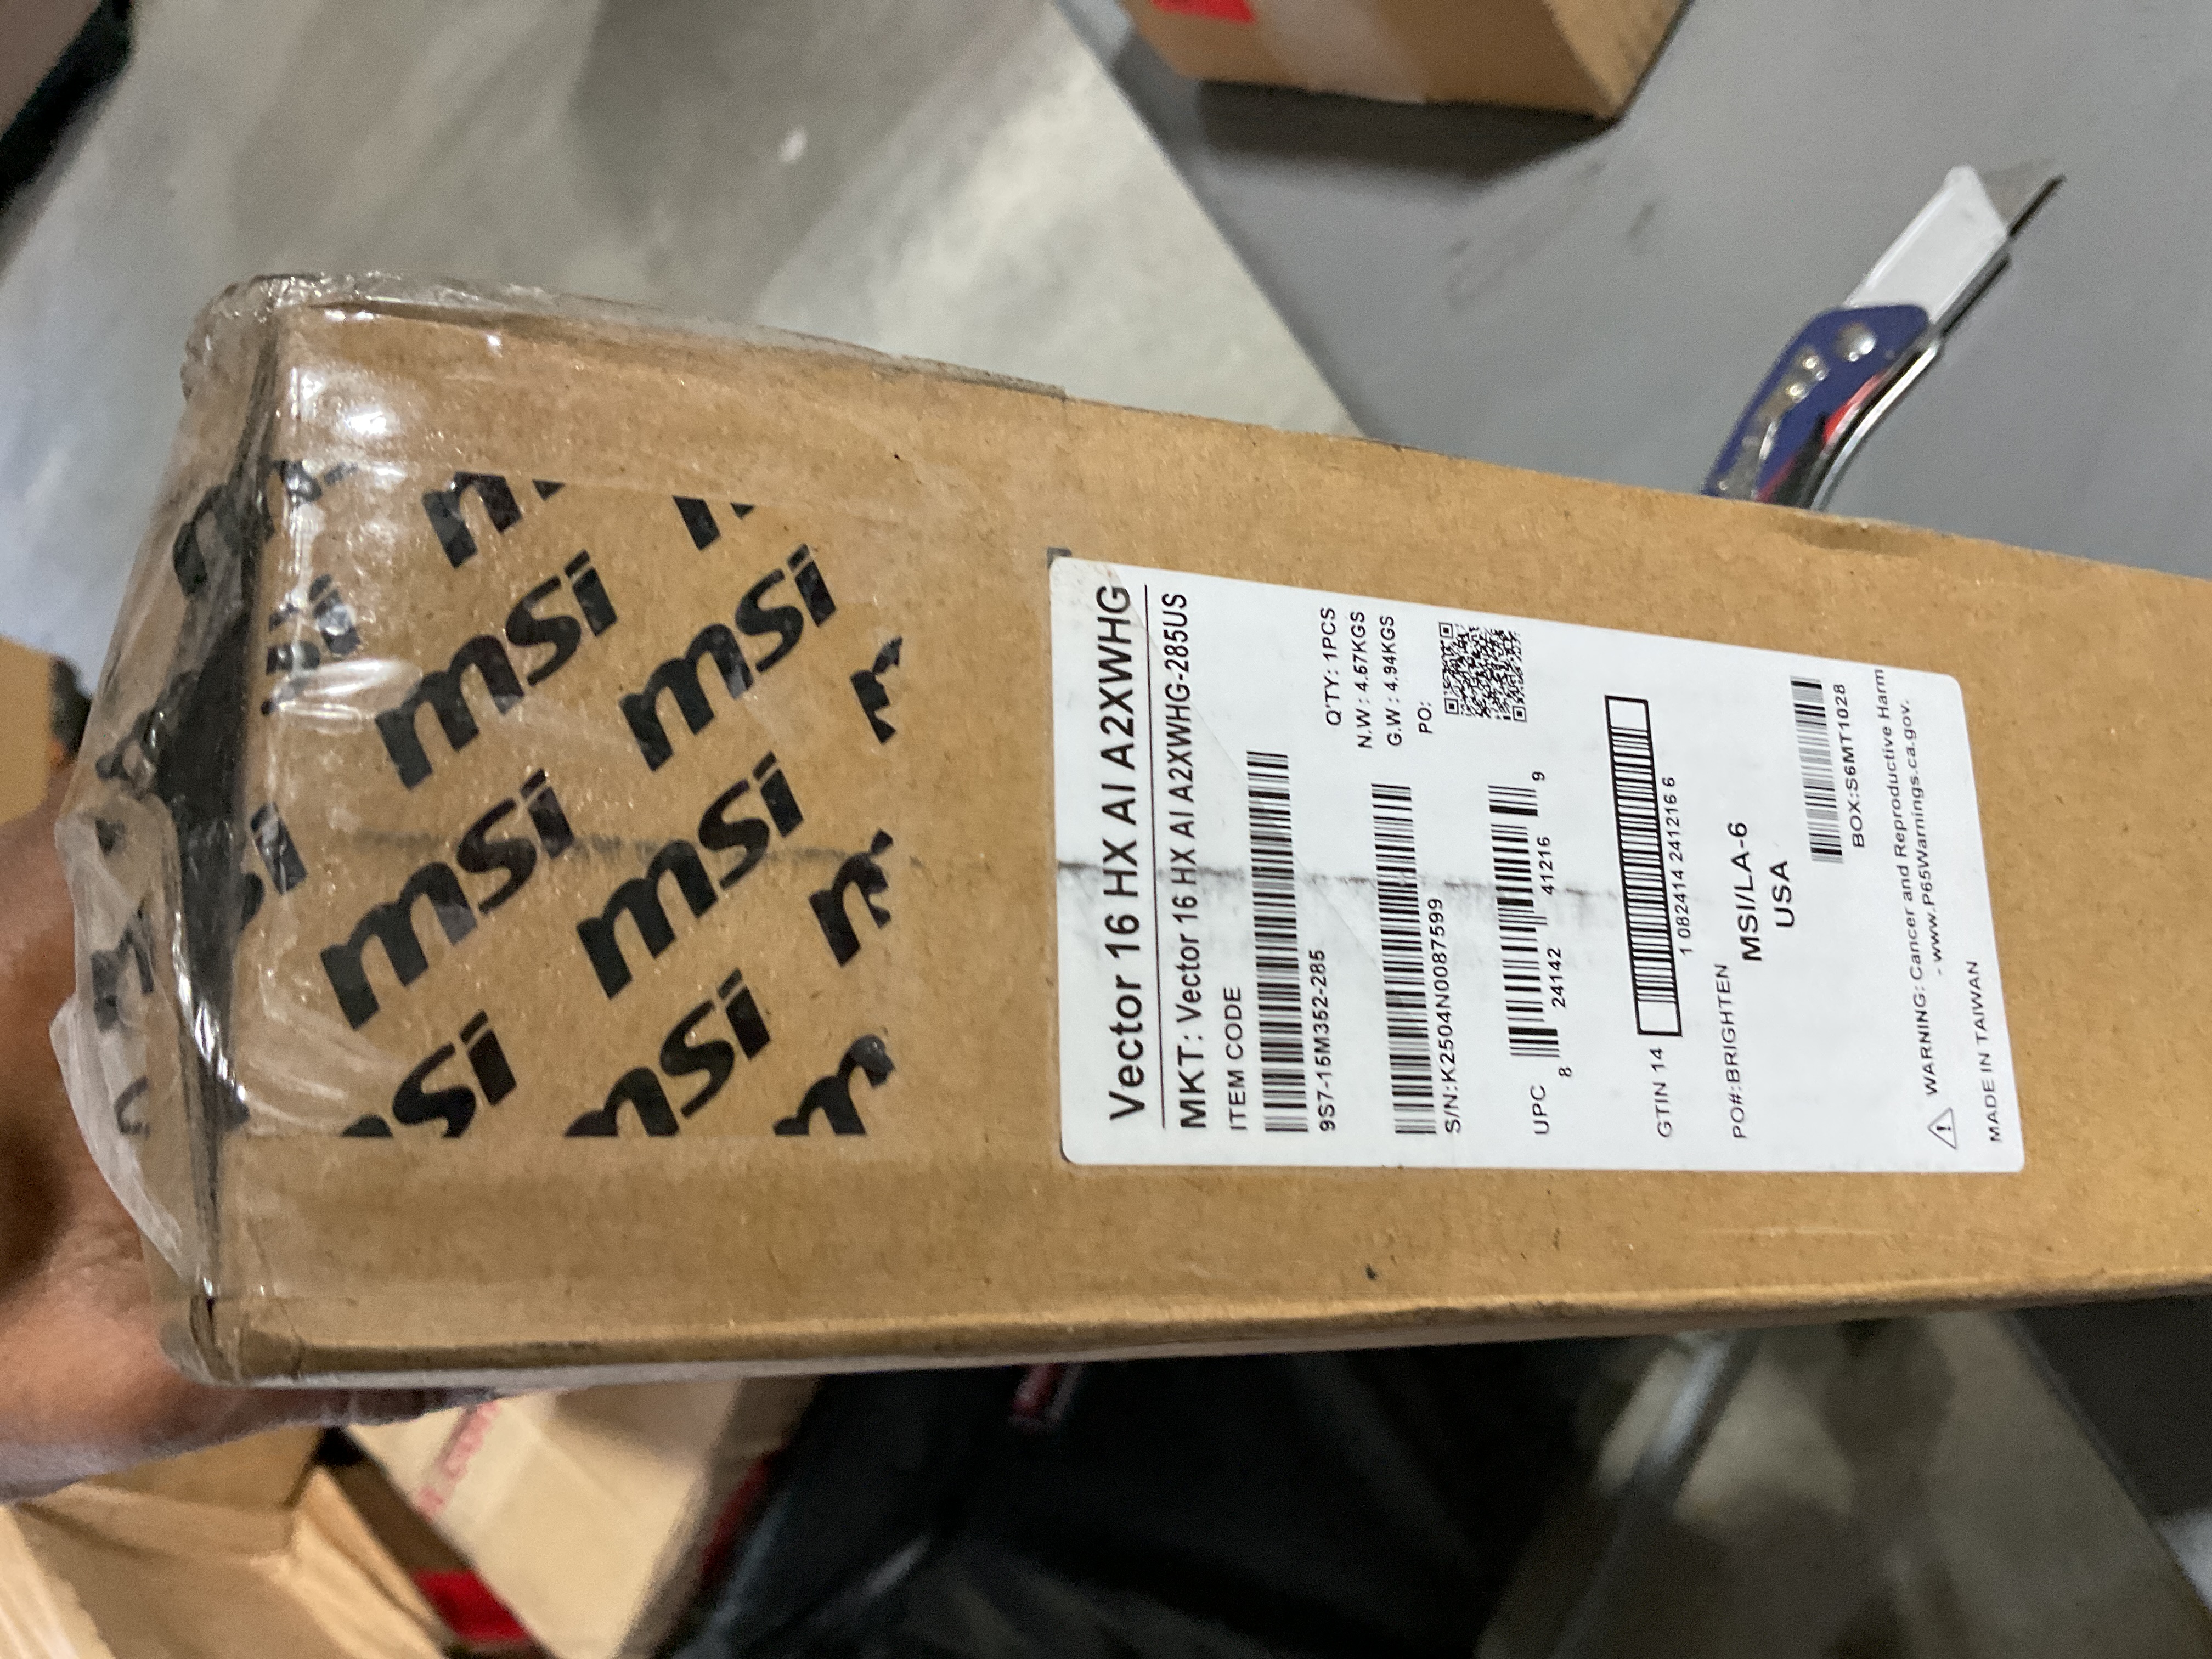 msi
msi
msi
msi
msi
msi
Vector 16 HX AI A2XWHG
MKT: Vector 16 HX AI A2XWHG-285US
ITEM CODE
9S7-15M352-285
Q'TY: 1PCS
N.W : 4.57KGS
G.W : 4.94KGS
PO:
S/N:K2504N0087599
UPC
8 24142 41216 9
GTIN 14
1 0824142412166
PO#:BRIGHTEN
MSI/LA-6
USA
BOX:S6MT1028
WARNING: Cancer and Reproductive Harm
- www.P65Warnings.ca.gov.
MADE IN TAIWAN